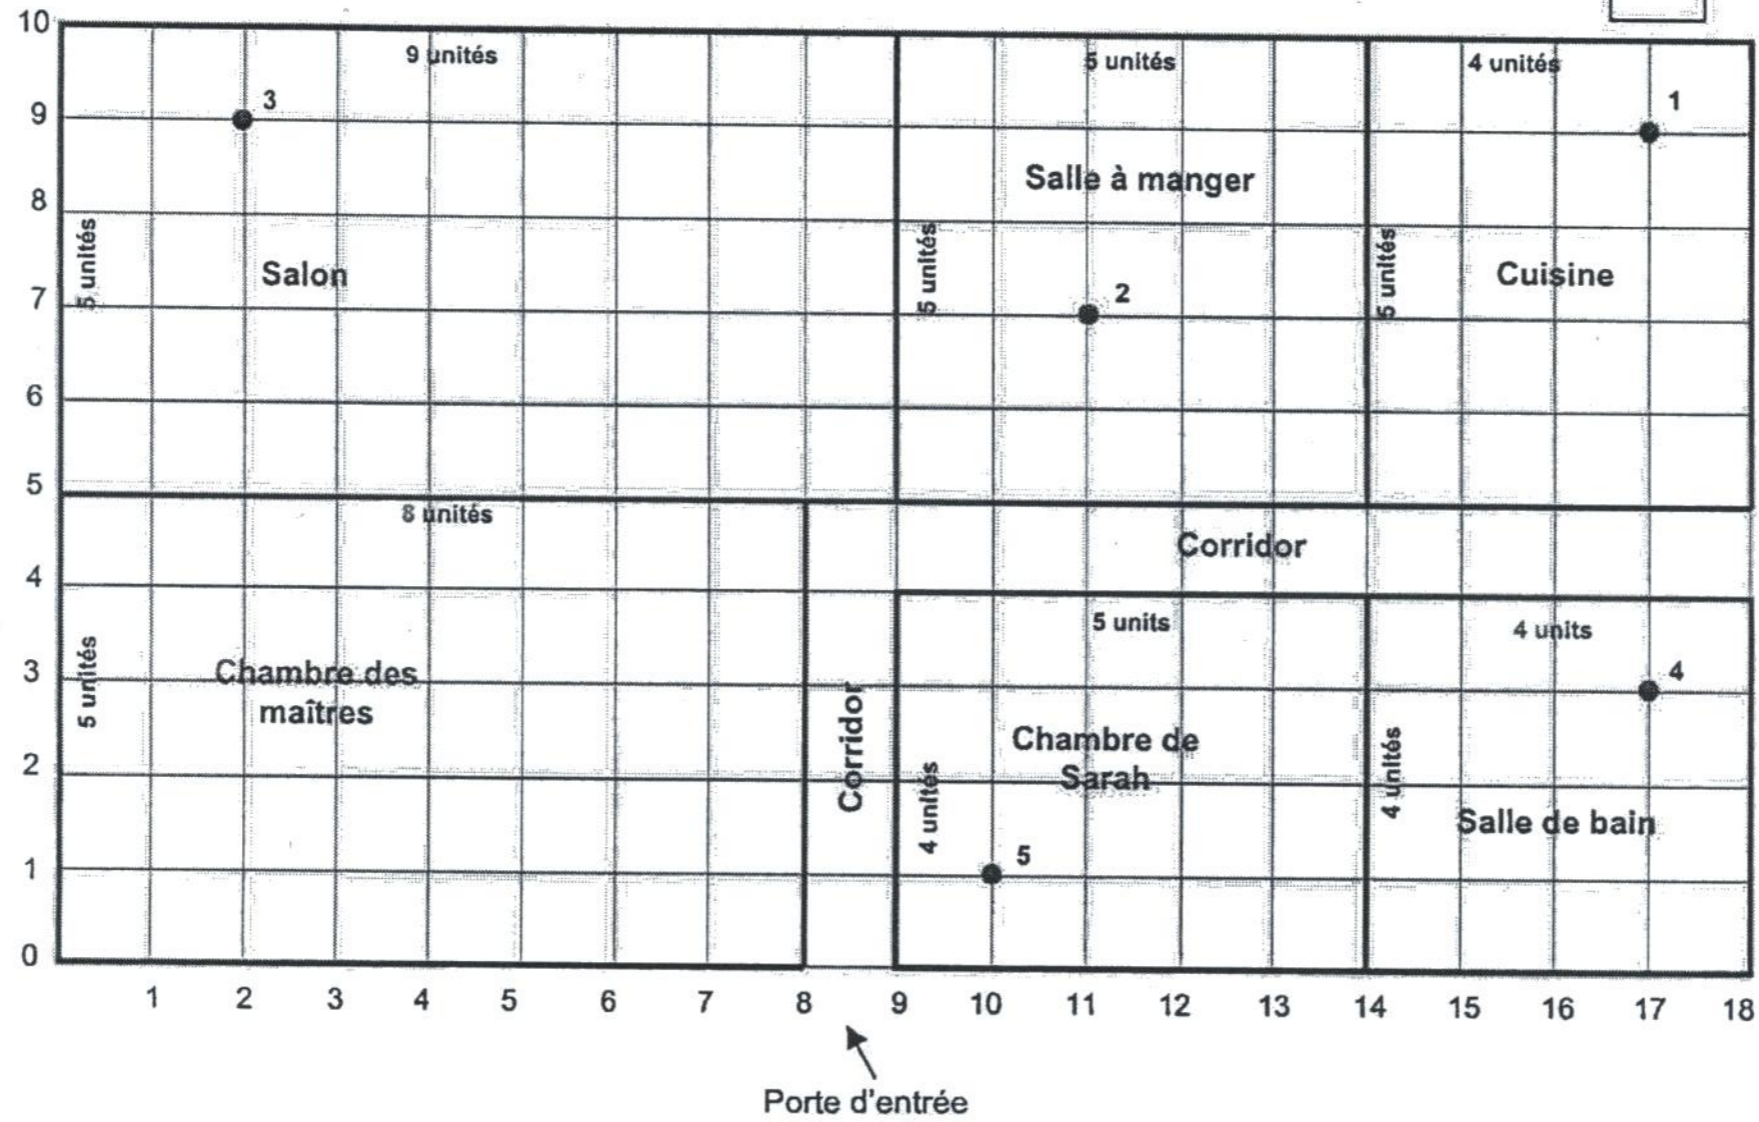 10
9 unités
5 unités
4 unités
9
3
1
8
Salle à manger
5 unités
Salon
5 unités
5 unités
Cuisine
7
2
6
5
8 unités
Corridor
4
5 units
4 units
3
5 unités
Chambre des
maîtres
Corridor
4
Chambre de
Sarah
4 unités
4 unités
2
Salle de bain
1
5
0
1 2 3 4 5 6 7 8 9 10 11 12 13 14 15 16 17 18
Porte d'entrée